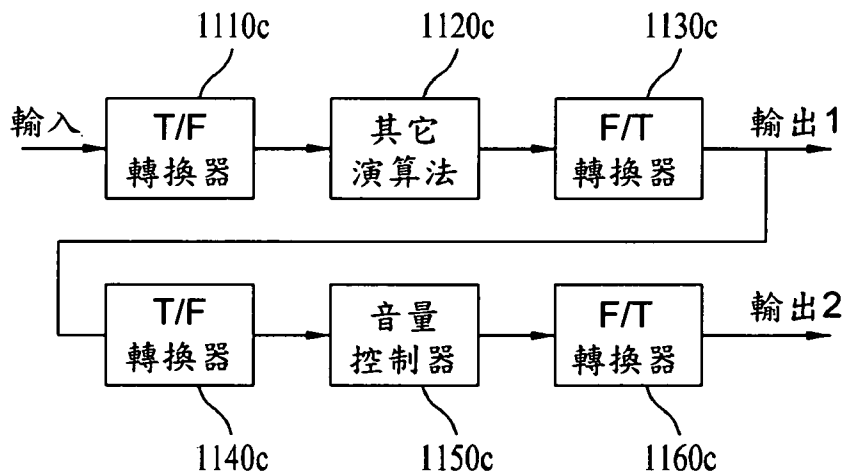 1110c 1120c 1130c
輸入
T/F
轉換器
其它
演算法
F/T
轉換器
輸出1
T/F
轉換器
音量
控制器
F/T
轉換器
輸出2
1140c 1150c 1160c